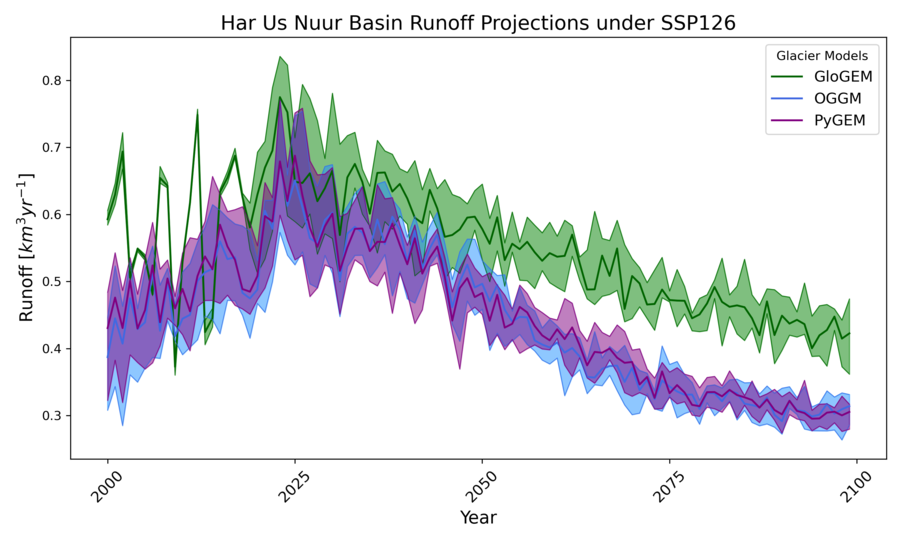 Har Us Nuur Basin Runoff Projections under SSP126
Glacier Models
GloGEM
OGGM
PyGEM
Runoff [km³yr⁻¹]
0.8
0.7
0.6
0.5
0.4
0.3
2000
2025
2050
2075
2100
Year